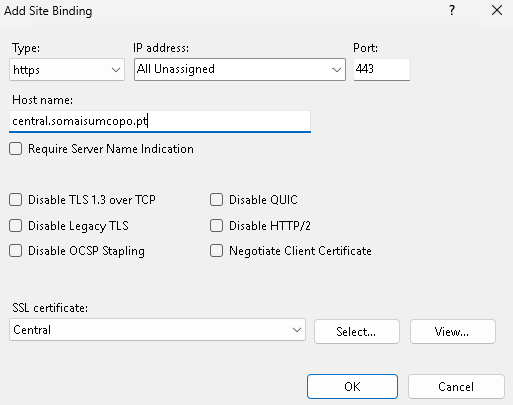 Add Site Binding ?
Type: IP address: Port:
https All Unassigned 443
Host name:
central.somaisumcopo.pt
Require Server Name Indication
Disable TLS 1.3 over TCP Disable QUIC
Disable Legacy TLS Disable HTTP/2
Disable OCSP Stapling Negotiate Client Certificate
SSL certificate:
Central Select... View...
OK Cancel